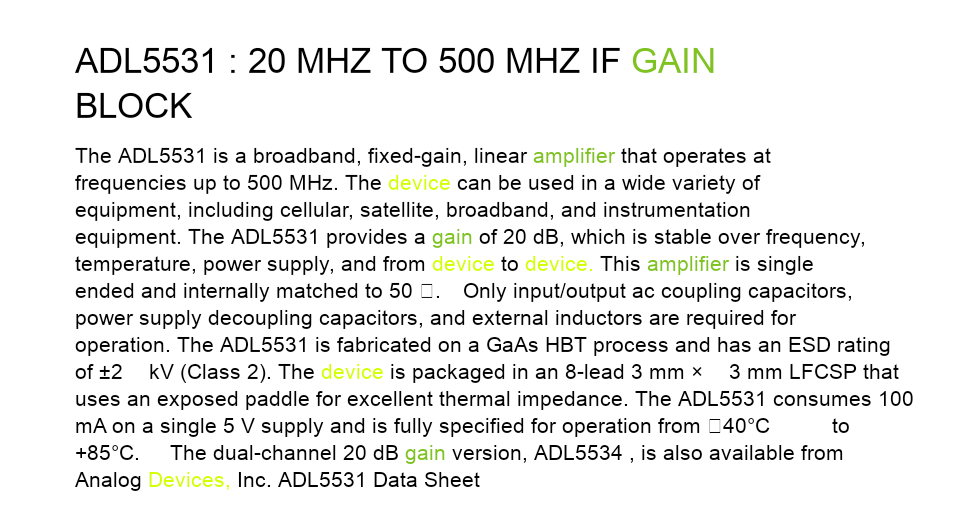 ADL5531 : 20 MHZ TO 500 MHZ IF GAIN
BLOCK
The ADL5531 is a broadband, fixed-gain, linear amplifier that operates at
frequencies up to 500 MHz. The device can be used in a wide variety of
equipment, including cellular, satellite, broadband, and instrumentation
equipment. The ADL5531 provides a gain of 20 dB, which is stable over frequency,
temperature, power supply, and from device to device. This amplifier is single
ended and internally matched to 50 □. Only input/output ac coupling capacitors,
power supply decoupling capacitors, and external inductors are required for
operation. The ADL5531 is fabricated on a GaAs HBT process and has an ESD rating
of ±2 kV (Class 2). The device is packaged in an 8-lead 3 mm × 3 mm LFCSP that
uses an exposed paddle for excellent thermal impedance. The ADL5531 consumes 100
mA on a single 5 V supply and is fully specified for operation from □40°C to
+85°C. The dual-channel 20 dB gain version, ADL5534 , is also available from
Analog Devices, Inc. ADL5531 Data Sheet